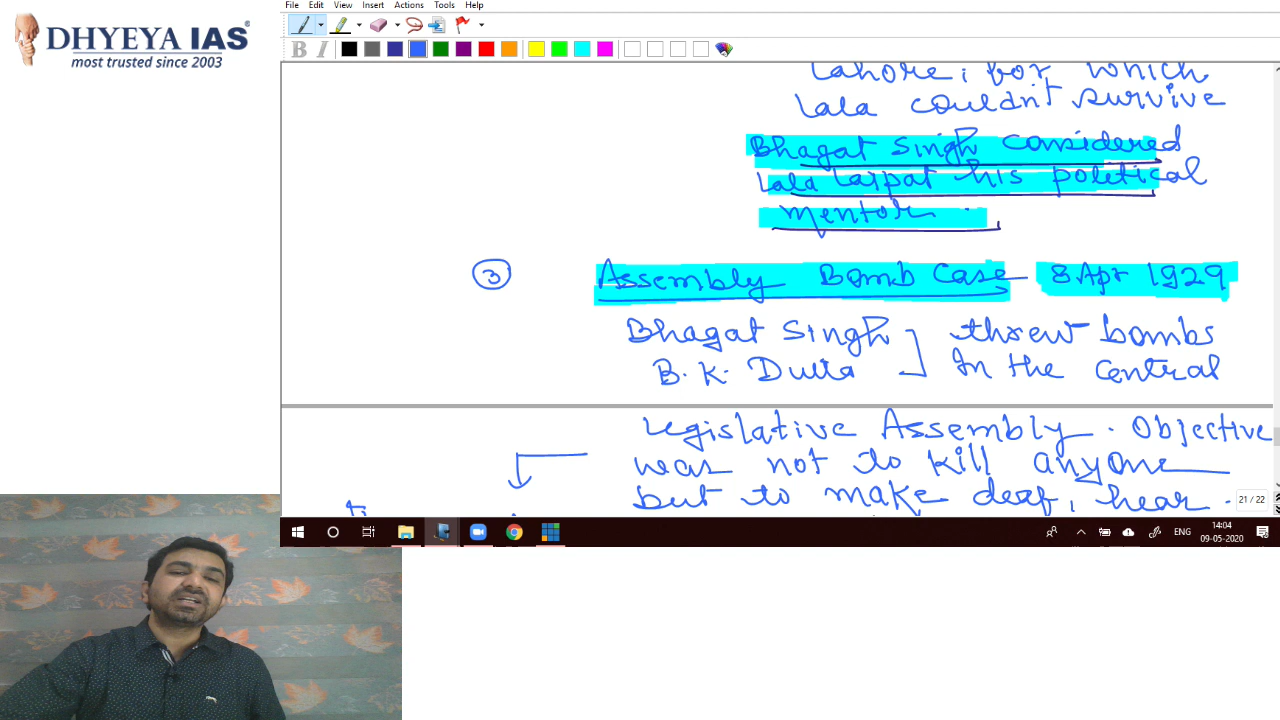 DHYEYA IAS®
most trusted since 2003
File Edit View Insert Actions Tools Help
B I
Lahore, for which
Lala couldn't survive
Bhagat Singh considered
Lala Lajpat his political
mentor
③ Assembly Bomb Case 8 Apr 1929
Bhagat Singh ] threw bombs
B. K. Dutta ] in the central
Legislative Assembly. Objective
was not to kill anyone
but to make deaf, hear.
21 / 22
ENG
14:04
09-05-2020